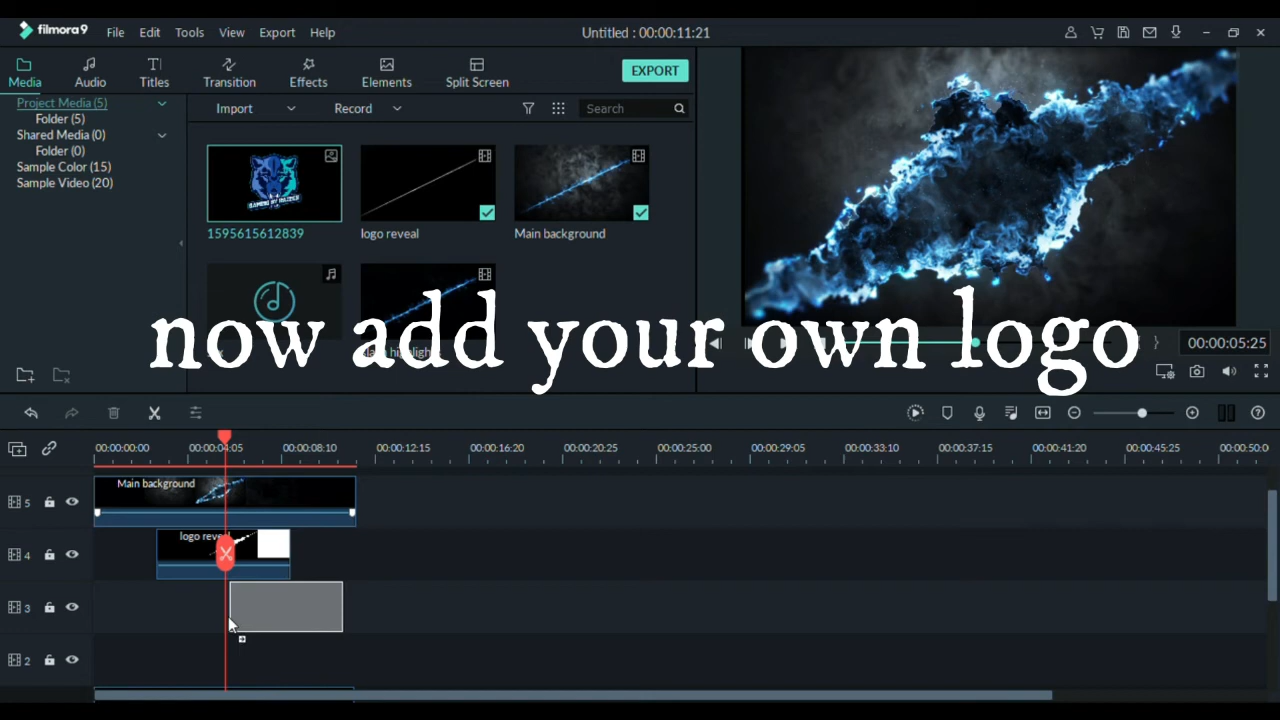 filmora9 File Edit Tools View Export Help Untitled : 00:00:11:21
Media Audio Titles Transition Effects Elements Split Screen EXPORT
Project Media (5)
Folder (5)
Shared Media (0)
Folder (0)
Sample Color (15)
Sample Video (20)
Import Record Search
GAMING BY
1595615612839 logo reveal Main background
now add your own logo
00:00:05:25
00:00:00:00 00:00:04:05 00:00:08:10 00:00:12:15 00:00:16:20 00:00:20:25 00:00:25:00 00:00:29:05 00:00:33:10 00:00:37:15 00:00:41:20 00:00:45:25 00:00:50:0
Main background
5
logo reve
4
3
2